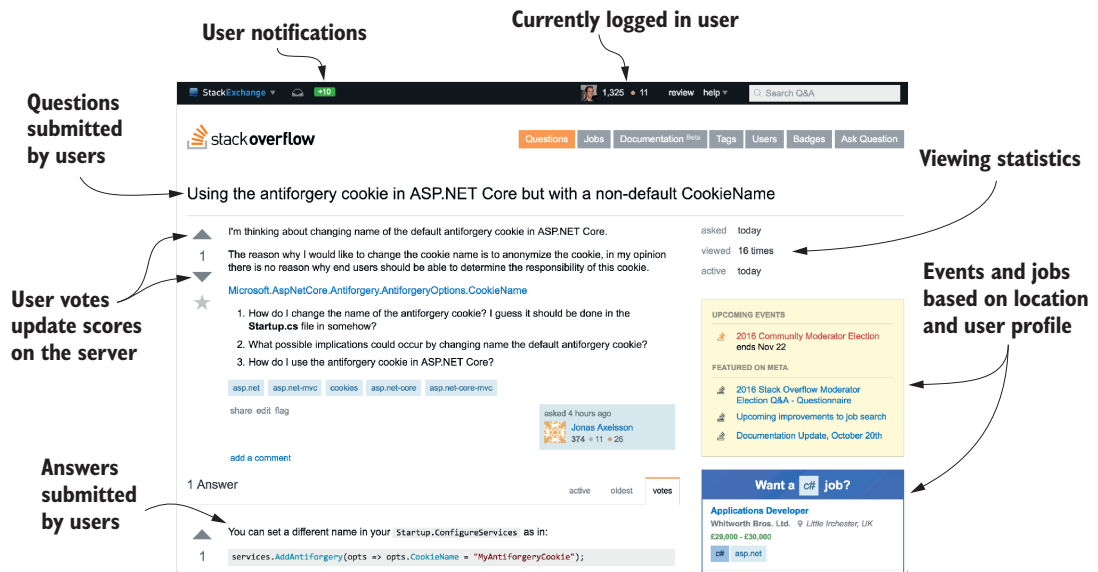 Currently logged in user
User notifications
StackExchange
+10
1,325 11 review help Search Q&A
Questions
submitted
by users
stackoverflow
Questions Jobs Documentation Beta Tags Users Badges Ask Question
Viewing statistics
Using the antiforgery cookie in ASP.NET Core but with a non-default CookieName
I'm thinking about changing name of the default antiforgery cookie in ASP.NET Core.
1
The reason why I would like to change the cookie name is to anonymize the cookie, in my opinion
there is no reason why end users should be able to determine the responsibility of this cookie.
Microsoft.AspNetCore.Antiforgery.AntiforgeryOptions.CookieName
1. How do I change the name of the antiforgery cookie? I guess it should be done in the
Startup.cs file in somehow?
2. What possible implications could occur by changing name the default antiforgery cookie?
3. How do I use the antiforgery cookie in ASP.NET Core?
asp.net asp.net-mvc cookies asp.net-core asp.net-core-mvc
share edit flag
asked 4 hours ago
Jonas Axelsson
374 11 26
add a comment
User votes
update scores
on the server
asked today
viewed 16 times
active today
Events and jobs
based on location
and user profile
UPCOMING EVENTS
2016 Community Moderator Election
ends Nov 22
FEATURED ON META
2016 Stack Overflow Moderator
Election Q&A - Questionnaire
Upcoming improvements to job search
Documentation Update, October 20th
Answers
submitted
by users
1 Answer
active oldest votes
You can set a different name in your Startup.ConfigureServices as in:
1
services.AddAntiforgery(opts => opts.CookieName = "MyAntiforgeryCookie");
Want a c# job?
Applications Developer
Whitworth Bros. Ltd. Little Irchester, UK
£29,000 - £30,000
c# asp.net